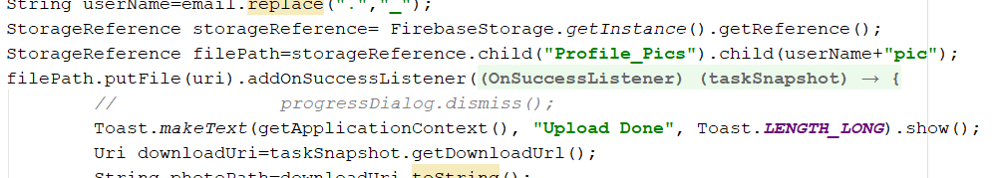 String userName=email.replace(".","_");
StorageReference storageReference= FirebaseStorage.getInstance().getReference();
StorageReference filePath=storageReference.child("Profile_Pics").child(userName+"pic");
filePath.putFile(uri).addOnSuccessListener((OnSuccessListener) (taskSnapshot) → {
// progressDialog.dismiss();
Toast.makeText(getApplicationContext(), "Upload Done", Toast.LENGTH_LONG).show();
Uri downloadUri=taskSnapshot.getDownloadUrl();
String photoPath=downloadUri.toString();